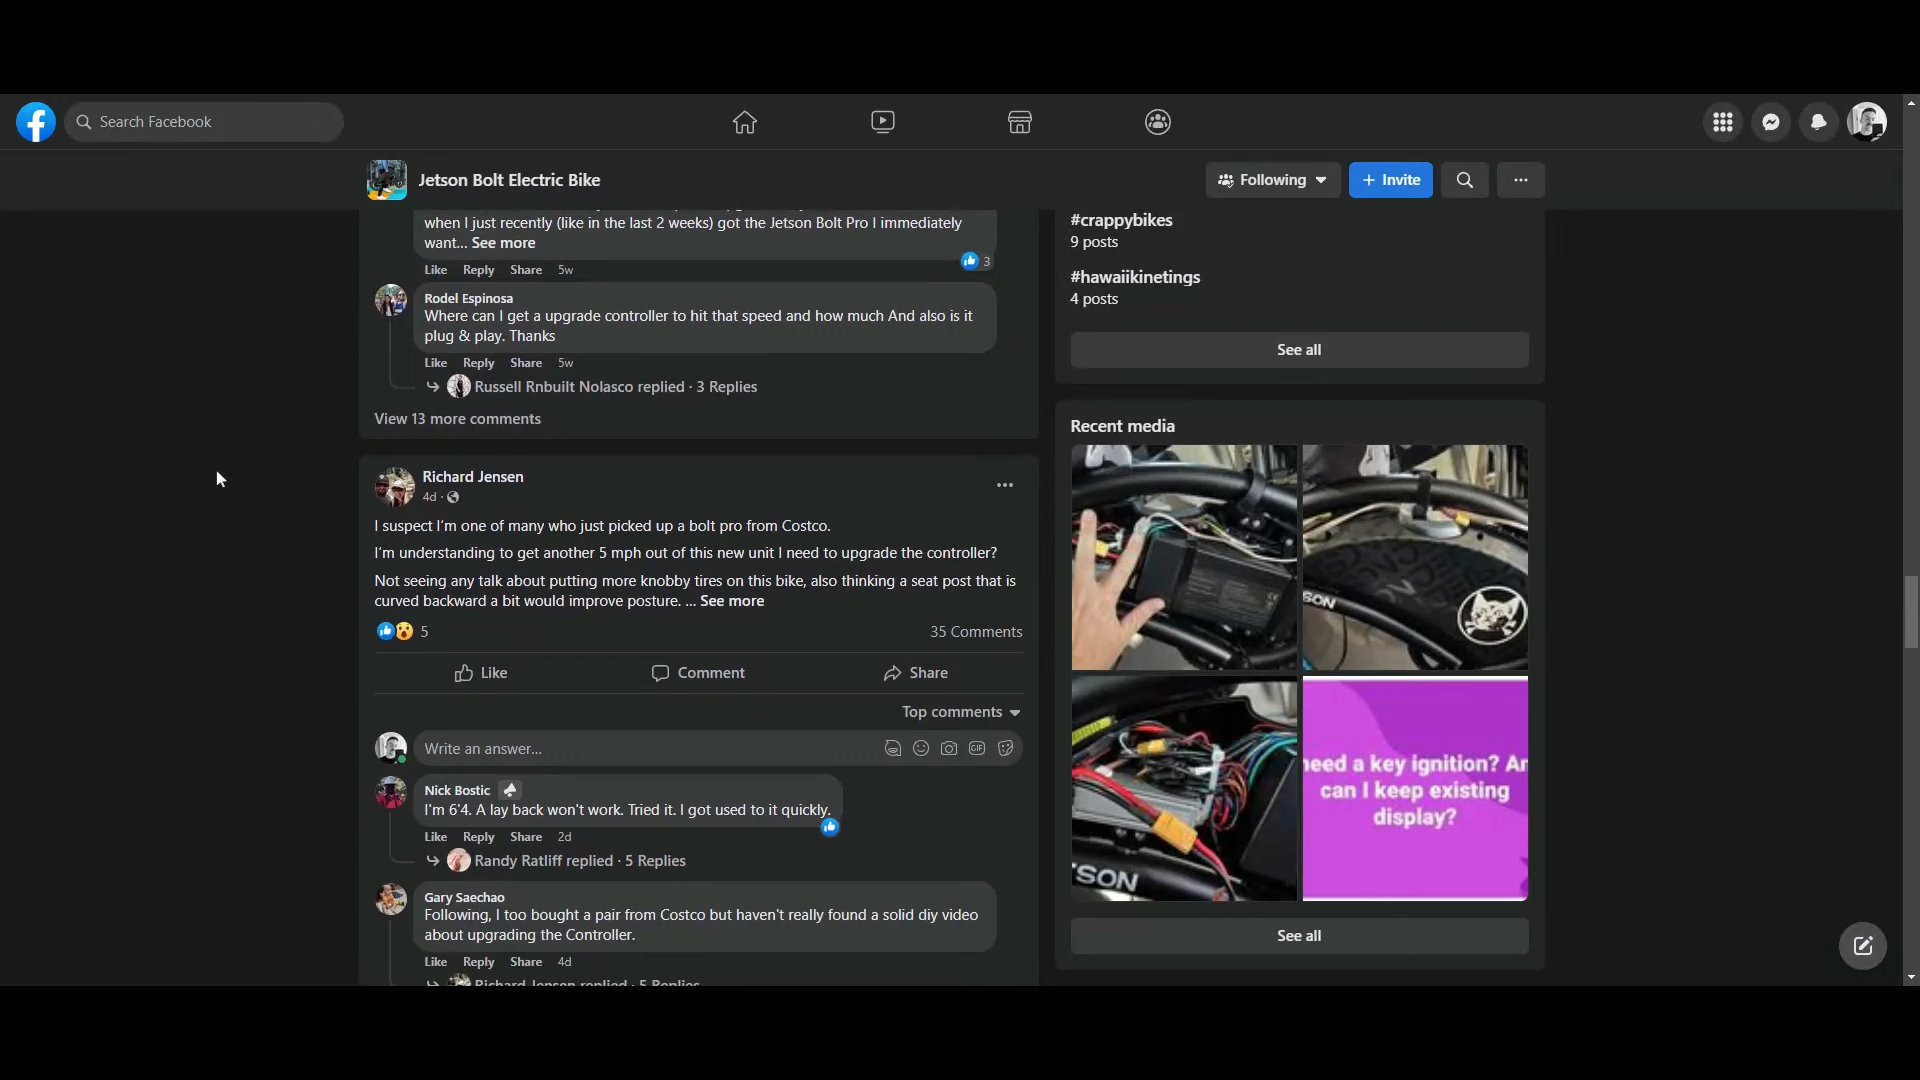 Search Facebook
Jetson Bolt Electric Bike
Following
+ Invite
when I just recently (like in the last 2 weeks) got the Jetson Bolt Pro I immediately
want... See more
3
Like Reply Share 5w
Rodel Espinosa
Where can I get a upgrade controller to hit that speed and how much And also is it
plug & play. Thanks
Like Reply Share 5w
Russell Rnbuilt Nolasco replied · 3 Replies
View 13 more comments
Richard Jensen
4d ·
I suspect I'm one of many who just picked up a bolt pro from Costco.
I'm understanding to get another 5 mph out of this new unit I need to upgrade the controller?
Not seeing any talk about putting more knobby tires on this bike, also thinking a seat post that is
curved backward a bit would improve posture. ... See more
5
35 Comments
Like
Comment
Share
Top comments
Write an answer...
GIF
Nick Bostic
I'm 6'4. A lay back won't work. Tried it. I got used to it quickly.
Like Reply Share 2d
Randy Ratliff replied · 5 Replies
Gary Saechao
Following, I too bought a pair from Costco but haven't really found a solid diy video
about upgrading the Controller.
Like Reply Share 4d
Richard Jensen replied · 5 Replies
#crappybikes
9 posts
#hawaiikinetings
4 posts
See all
Recent media
SON
SON
need a key ignition? An
can I keep existing
display?
See all